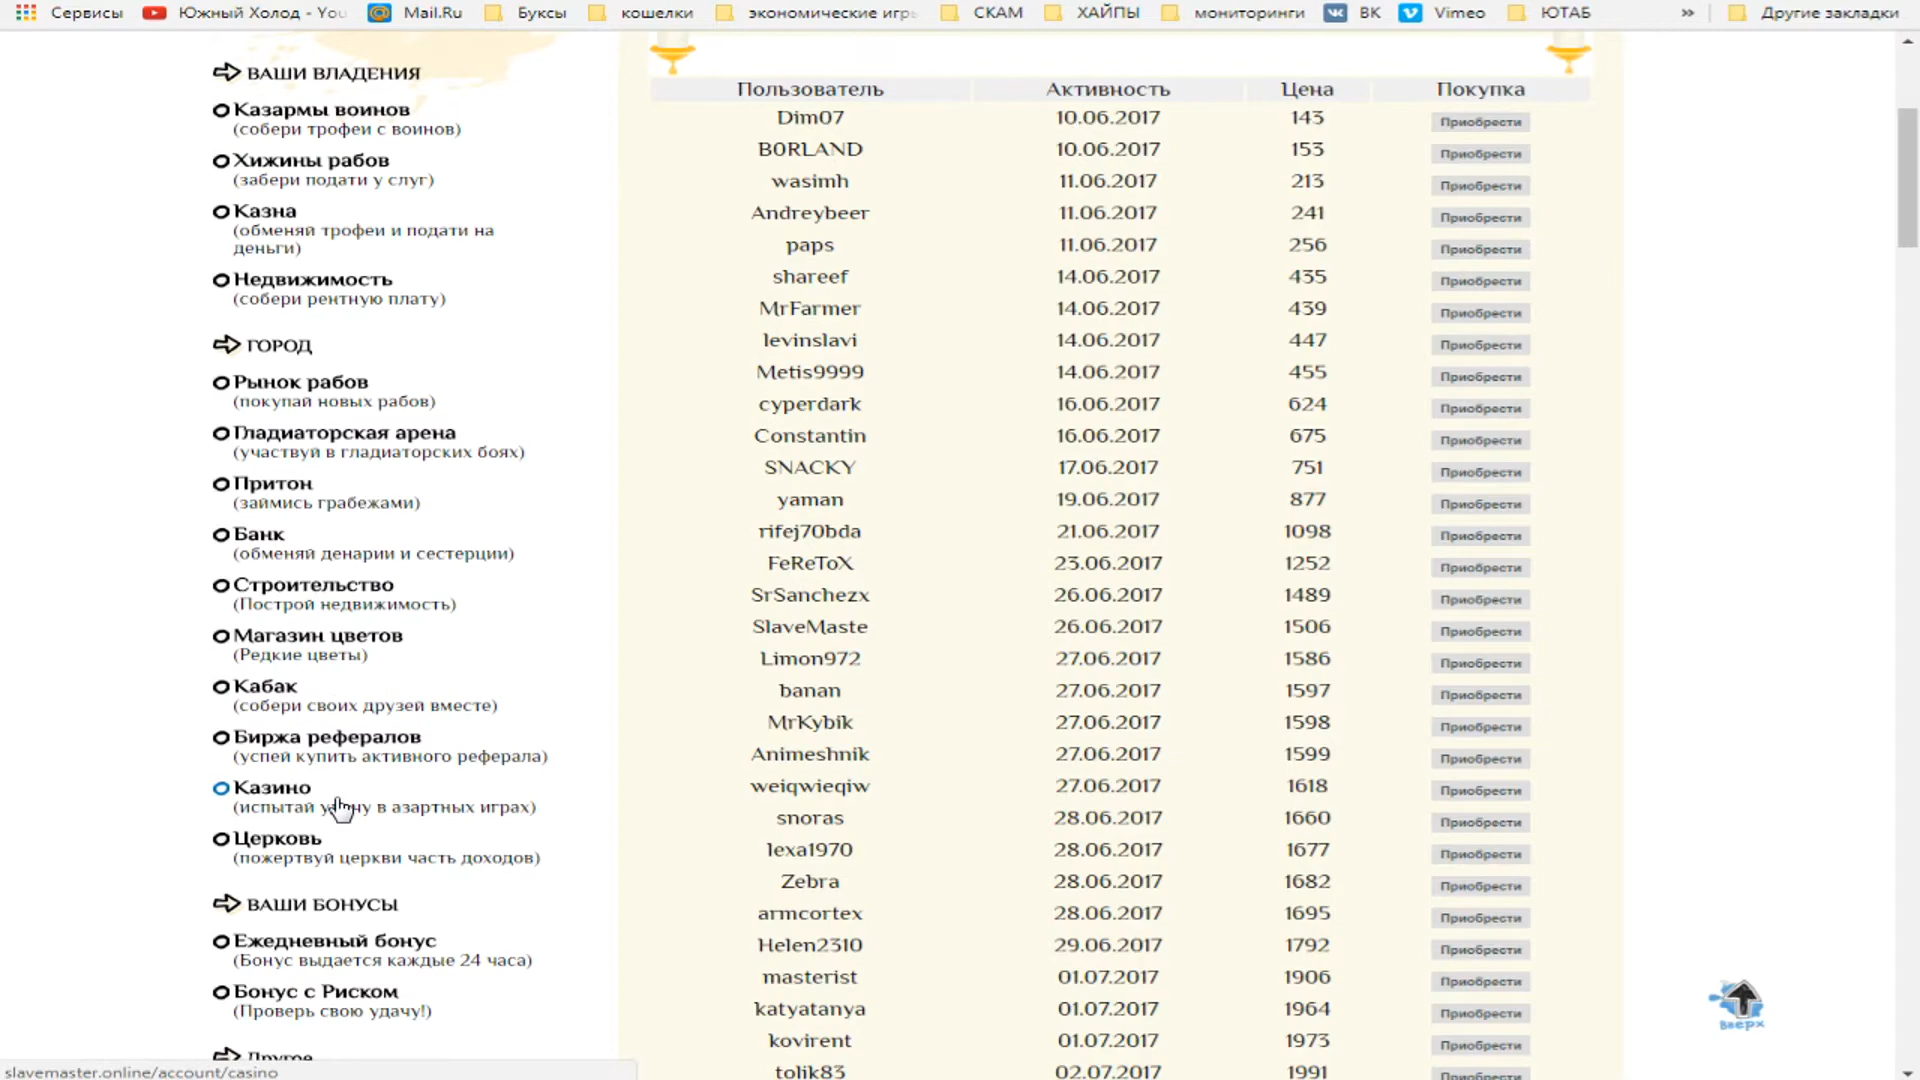 Сервисы Южный Холод - You Mail.Ru Буксы кошелки экономические игр СКАМ ХАЙПЫ мониторинги ВК Vimeo ЮТАБ » Другие закладки
ВАШИ ВЛАДЕНИЯ
Казармы воинов
(собери трофеи с воинов)
Хижины рабов
(забери подати у слуг)
Казна
(обменяй трофеи и подати на
деньги)
Недвижимость
(собери рентную плату)
ГОРОД
Рынок рабов
(покупай новых рабов)
Гладиаторская арена
(участвуй в гладиаторских боях)
Притон
(займись грабежами)
Банк
(обменяй денарии и сестерции)
Строительство
(Построй недвижимость)
Магазин цветов
(Редкие цветы)
Кабак
(собери своих друзей вместе)
Биржа рефералов
(успей купить активного реферала)
Казино
(испытай удачу в азартных играх)
Церковь
(пожертвуй церкви часть доходов)
ВАШИ БОНУСЫ
Ежедневный бонус
(Бонус выдается каждые 24 часа)
Бонус с Риском
(Проверь свою удачу!)
Другое
slavemaster.online/account/casino
Пользователь Активность Цена Покупка
Dim07 10.06.2017 143 Приобрести
B0RLAND 10.06.2017 153 Приобрести
wasimh 11.06.2017 213 Приобрести
Andreybeer 11.06.2017 241 Приобрести
paps 11.06.2017 256 Приобрести
shareef 14.06.2017 435 Приобрести
MrFarmer 14.06.2017 439 Приобрести
levinslavi 14.06.2017 447 Приобрести
Metis9999 14.06.2017 455 Приобрести
cyperdark 16.06.2017 624 Приобрести
Constantin 16.06.2017 675 Приобрести
SNACKY 17.06.2017 751 Приобрести
yaman 19.06.2017 877 Приобрести
rifej70bda 21.06.2017 1098 Приобрести
FeReToX 23.06.2017 1252 Приобрести
SrSanchezx 26.06.2017 1489 Приобрести
SlaveMaste 26.06.2017 1506 Приобрести
Limon972 27.06.2017 1586 Приобрести
banan 27.06.2017 1597 Приобрести
MrKybik 27.06.2017 1598 Приобрести
Animeshnik 27.06.2017 1599 Приобрести
weiqwieqiw 27.06.2017 1618 Приобрести
snoras 28.06.2017 1660 Приобрести
lexa1970 28.06.2017 1677 Приобрести
Zebra 28.06.2017 1682 Приобрести
armcortex 28.06.2017 1695 Приобрести
Helen2310 29.06.2017 1792 Приобрести
masterist 01.07.2017 1906 Приобрести
katyatanya 01.07.2017 1964 Приобрести
kovirent 01.07.2017 1973 Приобрести
tolik83 02.07.2017 1991 Приобрести
Вверх